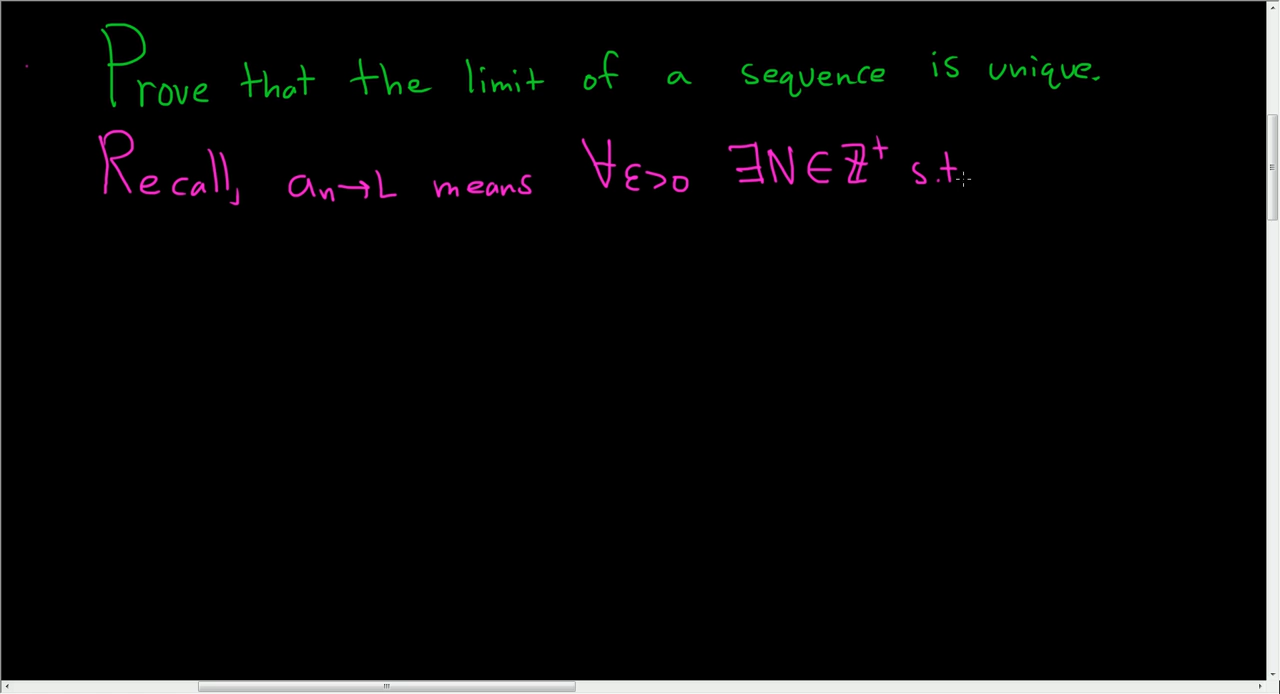 Prove that the limit of a sequence is unique.
Recall, aₙ→L means ∀ε>0 ∃N∈ℤ⁺ s.t